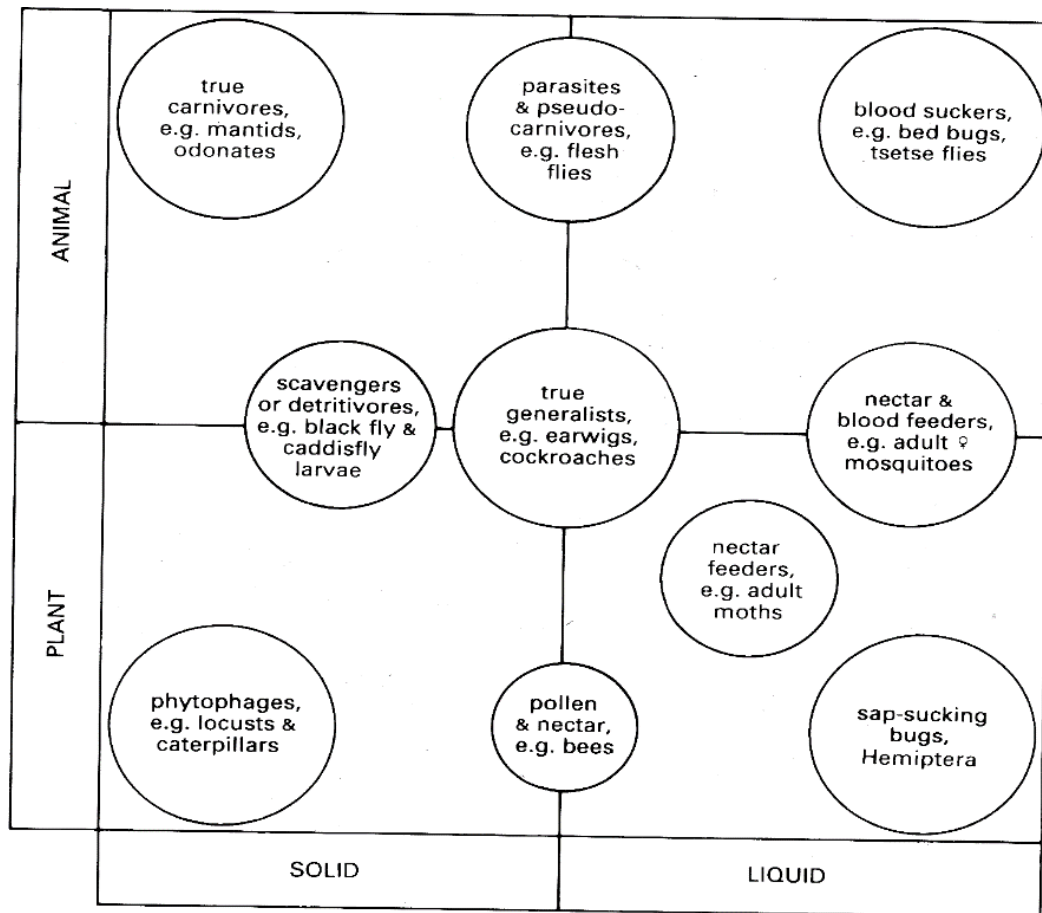 ANIMAL
true
carnivores,
e.g. mantids,
odonates
parasites
& pseudo-
carnivores,
e.g. flesh
flies
blood suckers,
e.g. bed bugs,
tsetse flies
scavengers
or detritivores,
e.g. black fly &
caddisfly
larvae
true
generalists,
e.g. earwigs,
cockroaches
nectar &
blood feeders,
e.g. adult ♀
mosquitoes
PLANT
nectar
feeders,
e.g. adult
moths
phytophages,
e.g. locusts &
caterpillars
pollen
& nectar,
e.g. bees
sap-sucking
bugs,
Hemiptera
SOLID
LIQUID